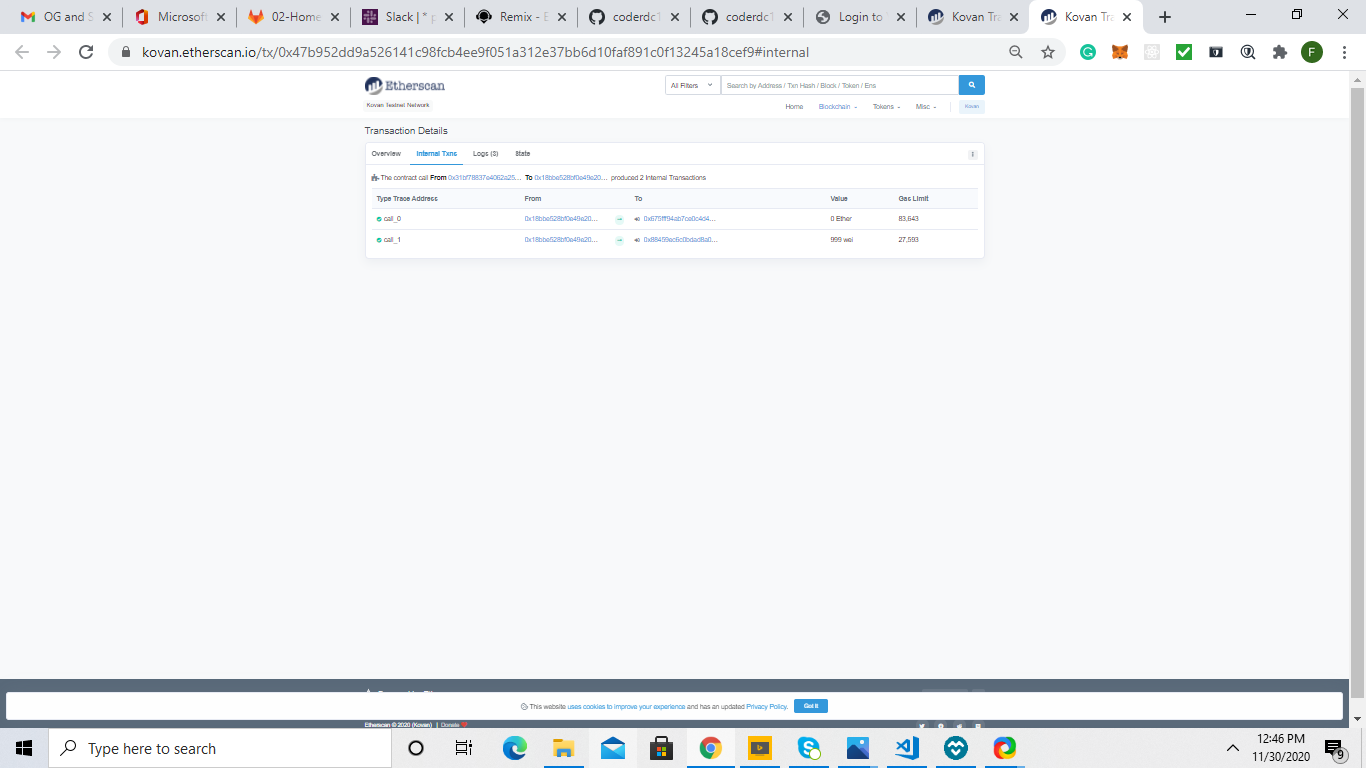 OG and S
Microsoft
02-Home
Slack | * p
Remix - E
coderdc1
coderdc1
Login to
Kovan Tra
Kovan Tra
kovan.etherscan.io/tx/0x47b952dd9a526141c98fcb4ee9f051a312e37bb6d10faf891c0f13245a18cef9#internal
F
Etherscan
All Filters
Search by Address / Txn Hash / Block / Token / Ens
Kovan Testnet Network
Home Blockchain Tokens Misc Kovan
Transaction Details
Overview Internal Txns Logs (3) State
The contract call From 0x31bf78837e4062a25... To 0x18bbe528bf0e49e20... produced 2 Internal Transactions
Type Trace Address From To Value Gas Limit
call_0 0x18bbe528bf0e49e20... 0x675fff94ab7ce0c4d4... 0 Ether 83,643
call_1 0x18bbe528bf0e49e20... 0x88459ec6c0bdad8a0... 999 wei 27,593
This website uses cookies to improve your experience and has an updated Privacy Policy. Got It
Etherscan © 2020 (Kovan) | Donate
Type here to search
12:46 PM
11/30/2020
9